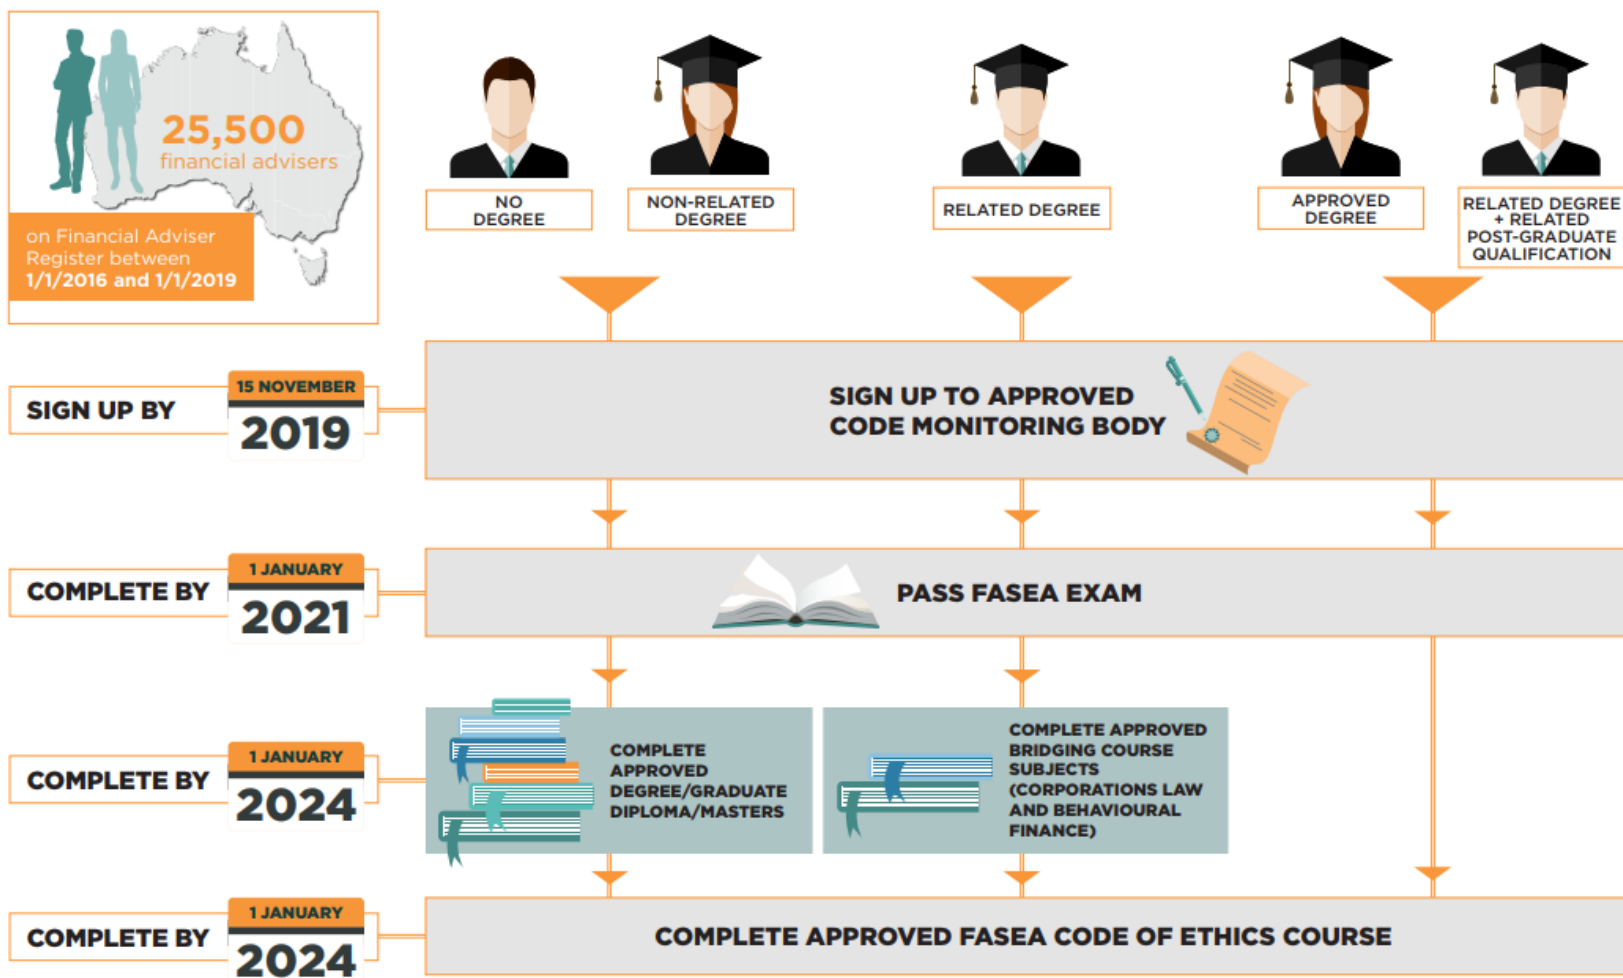 25,500
financial advisers
on Financial Adviser
Register between
1/1/2016 and 1/1/2019
NO
DEGREE
NON-RELATED
DEGREE
RELATED DEGREE
APPROVED
DEGREE
RELATED DEGREE
+ RELATED
POST-GRADUATE
QUALIFICATION
SIGN UP BY
15 NOVEMBER
2019
SIGN UP TO APPROVED
CODE MONITORING BODY
COMPLETE BY
1 JANUARY
2021
PASS FASEA EXAM
COMPLETE BY
1 JANUARY
2024
COMPLETE
APPROVED
DEGREE/GRADUATE
DIPLOMA/MASTERS
COMPLETE APPROVED
BRIDGING COURSE
SUBJECTS
(CORPORATIONS LAW
AND BEHAVIOURAL
FINANCE)
COMPLETE BY
1 JANUARY
2024
COMPLETE APPROVED FASEA CODE OF ETHICS COURSE